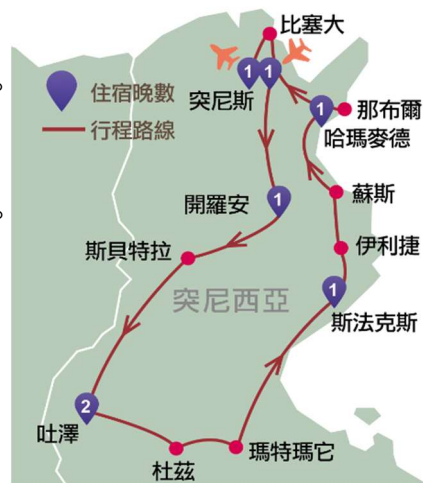 。
。
比塞大
1
1
突尼斯
住宿晚數
行程路線
1
那布爾
哈瑪麥德
開羅安
1
蘇斯
斯貝特拉
伊利捷
突尼西亞
1
斯法克斯
2
吐澤
杜茲
瑪特瑪它